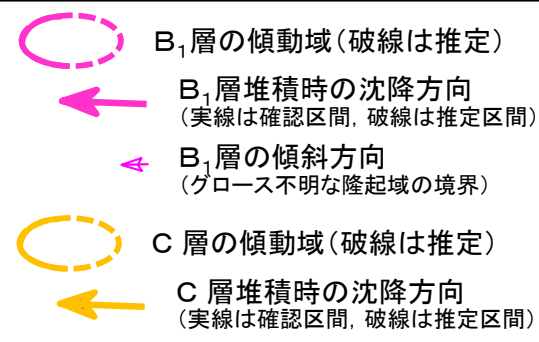 B₁層の傾動域（破線は推定）
B₁層堆積時の沈降方向
（実線は確認区間，破線は推定区間）
B₁層の傾斜方向
（グロース不明な隆起域の境界）
C 層の傾動域（破線は推定）
C 層堆積時の沈降方向
（実線は確認区間，破線は推定区間）